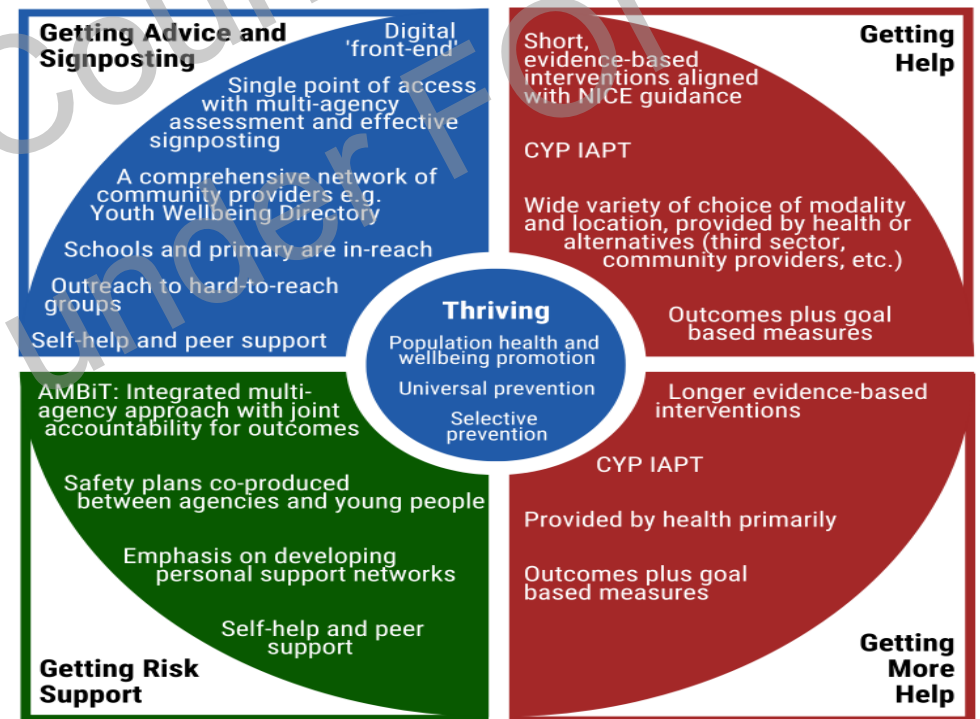 Getting Advice and
Signposting
Digital
'front-end'
Single point of access
with multi-agency
assessment and effective
signposting
A comprehensive network of
community providers e.g.
Youth Wellbeing Directory
Schools and primary are in-reach
Outreach to hard-to-reach
groups
Self-help and peer support
Getting
Help
Short,
evidence-based
interventions aligned
with NICE guidance
CYP IAPT
Wide variety of choice of modality
and location, provided by health or
alternatives (third sector,
community providers, etc.)
Outcomes plus goal
based measures
Thriving
Population health and
wellbeing promotion
Universal prevention
Selective
prevention
AMBiT: Integrated multi-
agency approach with joint
accountability for outcomes
Safety plans co-produced
between agencies and young people
Emphasis on developing
personal support networks
Self-help and peer
support
Getting Risk
Support
Longer evidence-based
interventions
CYP IAPT
Provided by health primarily
Outcomes plus goal
based measures
Getting
More
Help
under